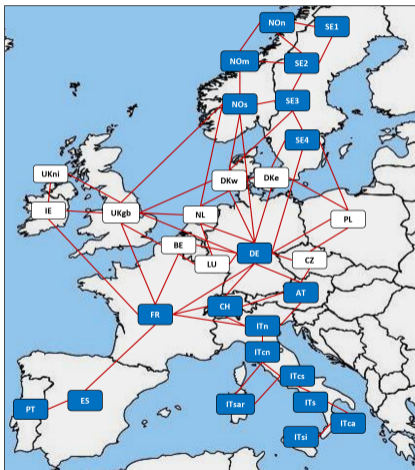 NOn
SE1
NOm
SE2
NOs
SE3
SE4
UKni
DKw
DKe
IE
UKgb
NL
PL
BE
DE
LU
CZ
AT
CH
FR
ITn
ITcn
ITcs
ES
PT
ITsar
ITs
ITca
ITsi